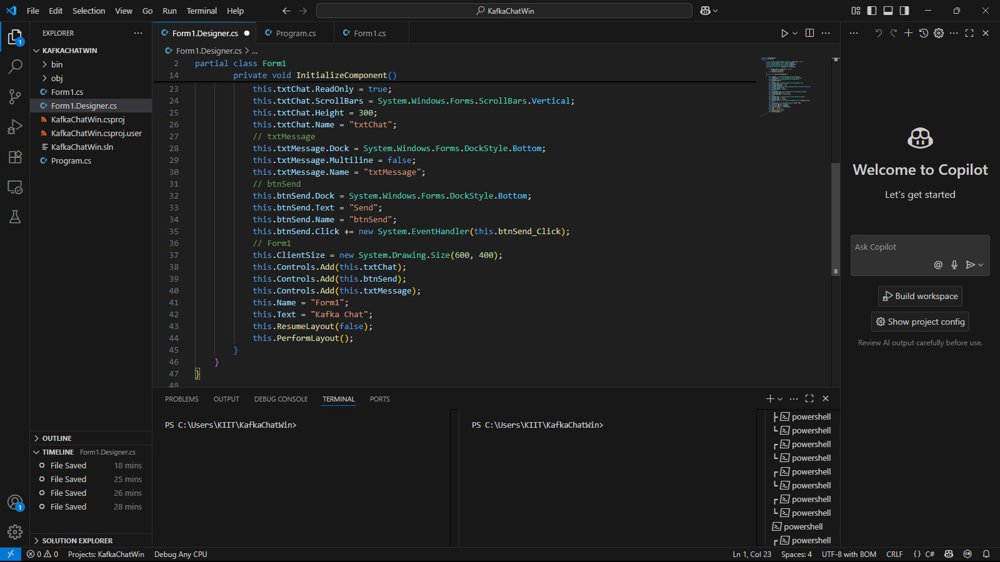 File Edit Selection View Go Run Terminal Help
KafkaChatWin
EXPLORER
KAFKACHATWIN
bin
obj
Form1.cs
Form1.Designer.cs
KafkaChatWin.csproj
KafkaChatWin.csproj.user
KafkaChatWin.sln
Program.cs
OUTLINE
TIMELINE Form1.Designer.cs
File Saved 18 mins
File Saved 25 mins
File Saved 26 mins
File Saved 28 mins
SOLUTION EXPLORER
Form1.Designer.cs Program.cs Form1.cs
Form1.Designer.cs > ...
2 partial class Form1
14 private void InitializeComponent()
23 this.txtChat.ReadOnly = true;
24 this.txtChat.ScrollBars = System.Windows.Forms.ScrollBars.Vertical;
25 this.txtChat.Height = 300;
26 this.txtChat.Name = "txtChat";
27 // txtMessage
28 this.txtMessage.Dock = System.Windows.Forms.DockStyle.Bottom;
29 this.txtMessage.Multiline = false;
30 this.txtMessage.Name = "txtMessage";
31 // btnSend
32 this.btnSend.Dock = System.Windows.Forms.DockStyle.Bottom;
33 this.btnSend.Text = "Send";
34 this.btnSend.Name = "btnSend";
35 this.btnSend.Click += new System.EventHandler(this.btnSend_Click);
36 // Form1
37 this.ClientSize = new System.Drawing.Size(600, 400);
38 this.Controls.Add(this.txtChat);
39 this.Controls.Add(this.btnSend);
40 this.Controls.Add(this.txtMessage);
41 this.Name = "Form1";
42 this.Text = "Kafka Chat";
43 this.ResumeLayout(false);
44 this.PerformLayout();
45 }
46 }
47 }
48
PROBLEMS OUTPUT DEBUG CONSOLE TERMINAL PORTS
PS C:\Users\KIIT\KafkaChatWin> PS C:\Users\KIIT\KafkaChatWin>
powershell
powershell
powershell
powershell
powershell
powershell
powershell
powershell
powershell
powershell
Welcome to Copilot
Let's get started
Ask Copilot
Build workspace
Show project config
Review AI output carefully before use.
1
1
0 0 Projects: KafkaChatWin Debug Any CPU
Ln 1, Col 23 Spaces: 4 UTF-8 with BOM CRLF {} C#